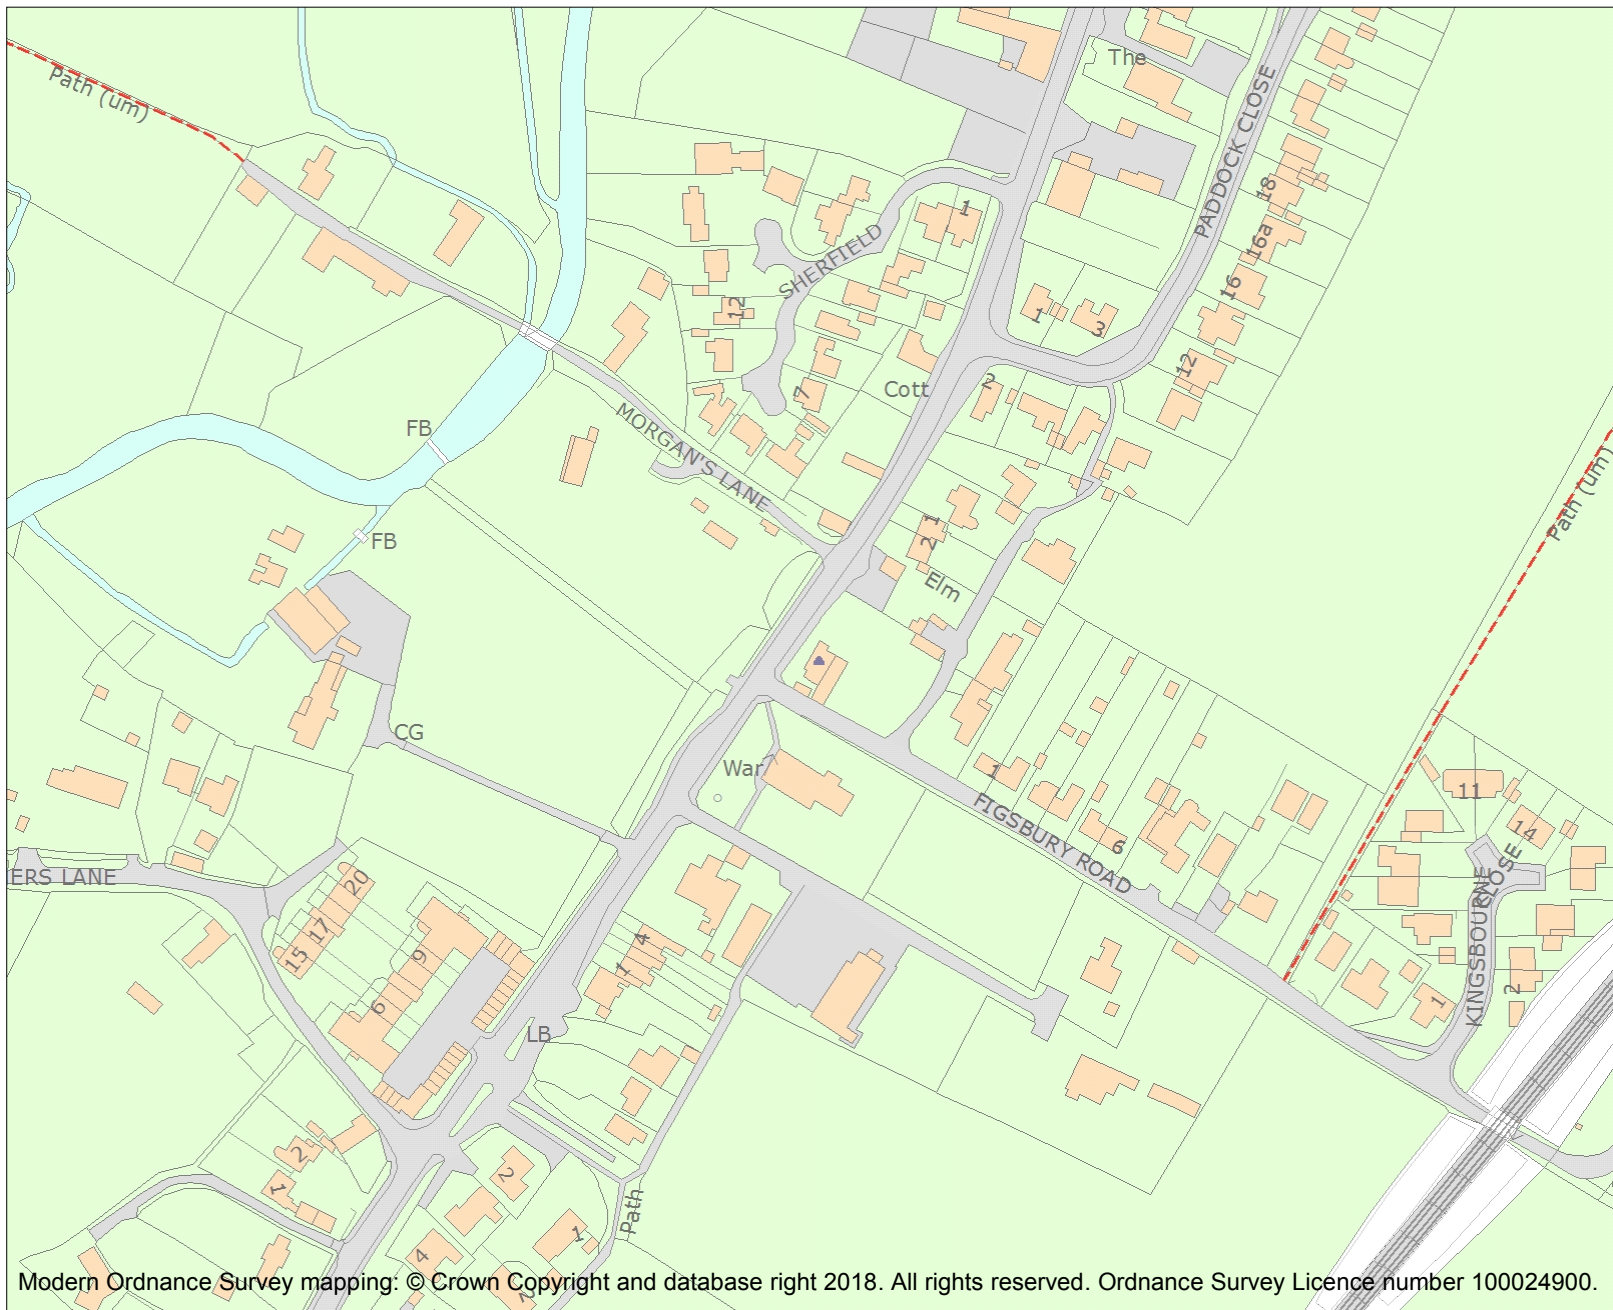 The
Path (um)
PADDOCK CLOSE
18
1
16a
SHERFIELD
16
12
1
3
12
2
7
Cott
MORGAN'S LANE
FB
Path (um)
1
2
FB
Elm
CG
War
1
11
FIGSBURY ROAD
14
6
KINGSBOURNE
CLOSE
ERS LANE
20
17
15
4
9
1
6
2
1
LB
2
1
2
Path
1
4
2
Modern Ordnance Survey mapping: © Crown Copyright and database right 2018. All rights reserved. Ordnance Survey Licence number 100024900.